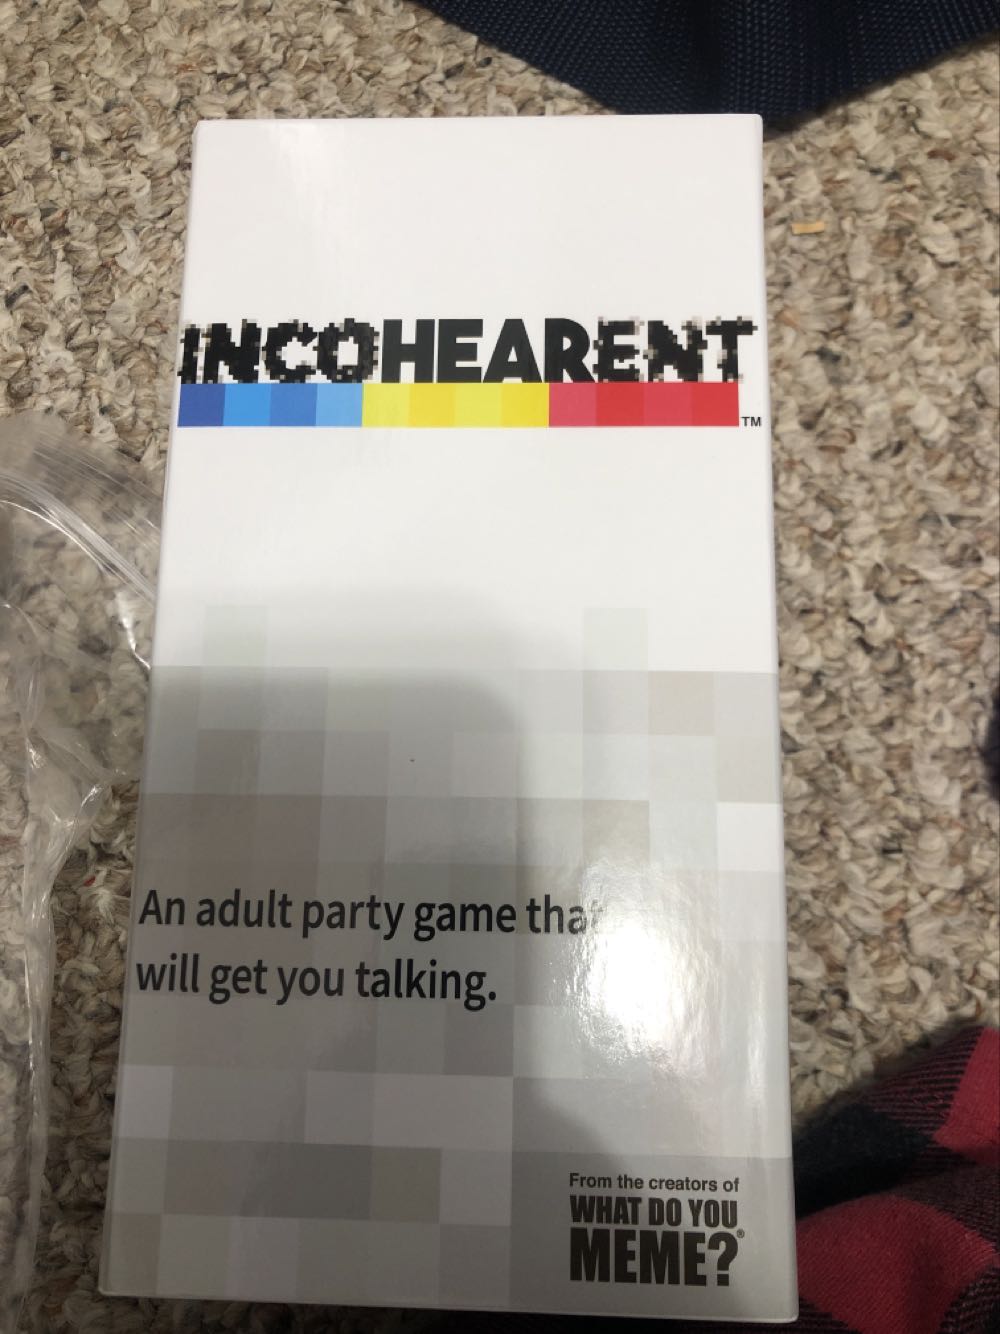 INCOHEARENT
TM
An adult party game that
will get you talking.
From the creators of
WHAT DO YOU
MEME?®